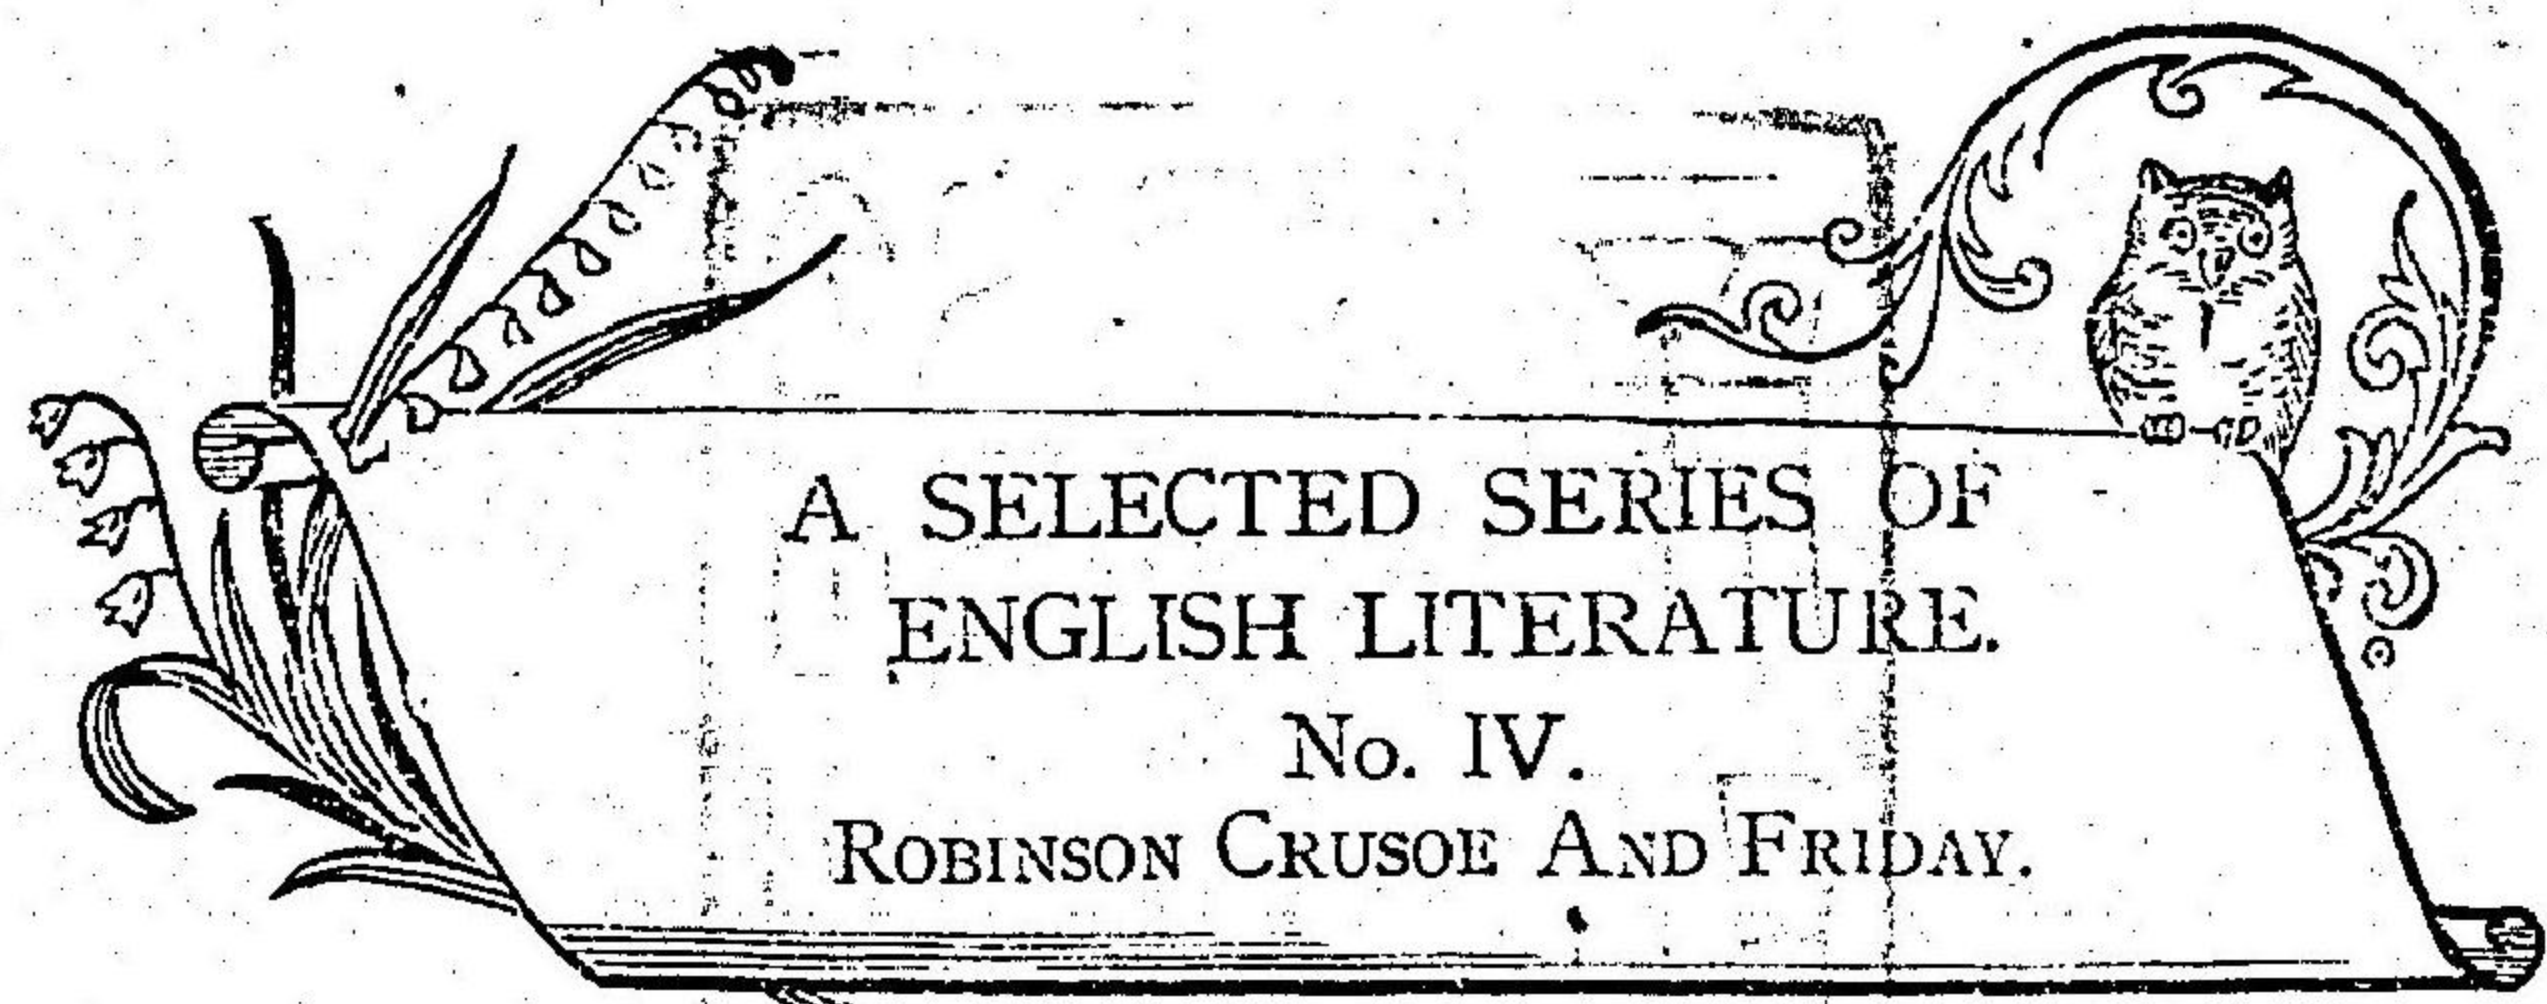 A SELECTED SERIES OF
ENGLISH LITERATURE.
No. IV.
ROBINSON CRUSOE AND FRIDAY.